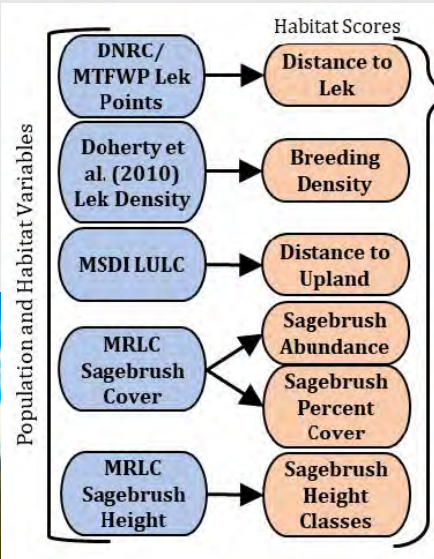 Habitat Scores
Population and Habitat Variables
DNRC/
MTFWP Lek
Points
Distance to
Lek
Doherty et
al. (2010)
Lek Density
Breeding
Density
MSDI LULC
Distance to
Upland
MRLC
Sagebrush
Cover
Sagebrush
Abundance
Sagebrush
Percent
Cover
MRLC
Sagebrush
Height
Sagebrush
Height
Classes